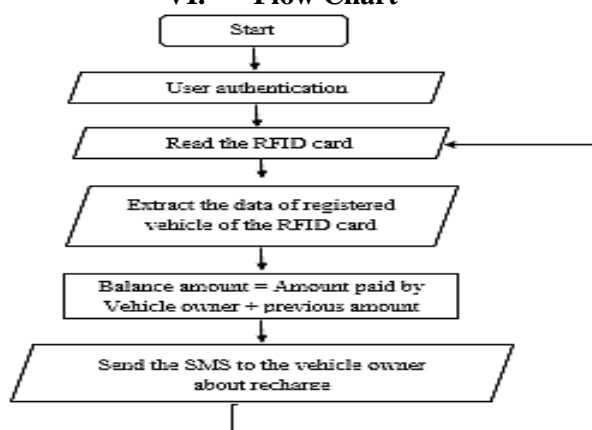 VI. Flow Chart
Start
User authentication
Read the RFID card
Extract the data of registered
vehicle of the RFID card
Balance amount = Amount paid by
Vehicle owner + previous amount
Send the SMS to the vehicle owner
about recharge